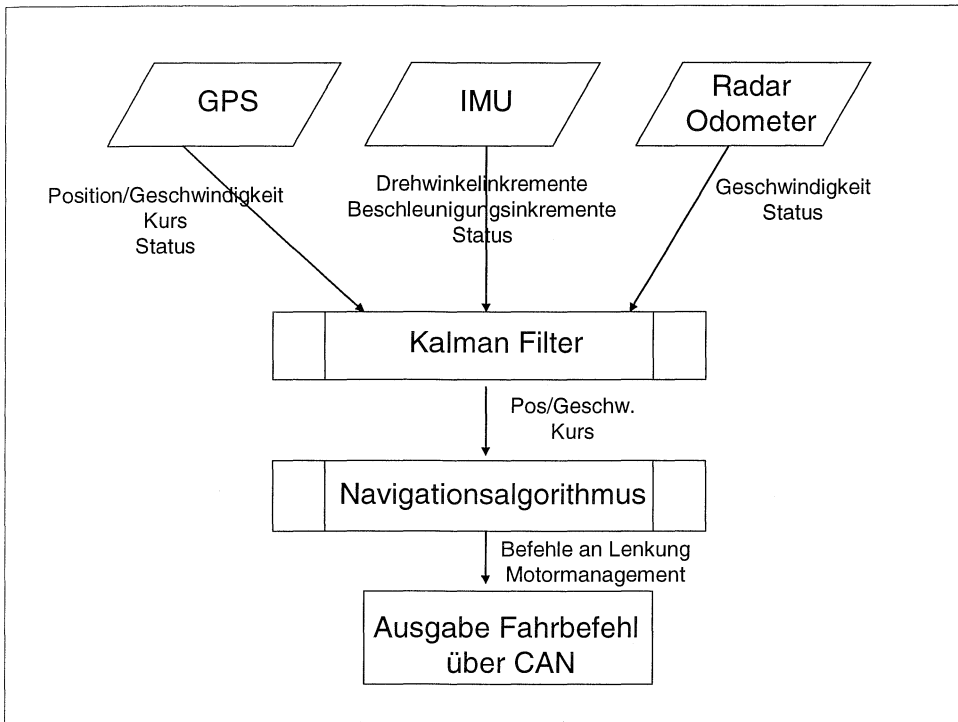 GPS
IMU
Radar
Odometer
Position/Geschwindigkeit
Kurs
Status
Drehwinkelinkremente
Beschleunigungsinkremente
Status
Geschwindigkeit
Status
Kalman Filter
Pos/Geschw.
Kurs
Navigationsalgorithmus
Befehle an Lenkung
Motormanagement
Ausgabe Fahrbefehl
über CAN